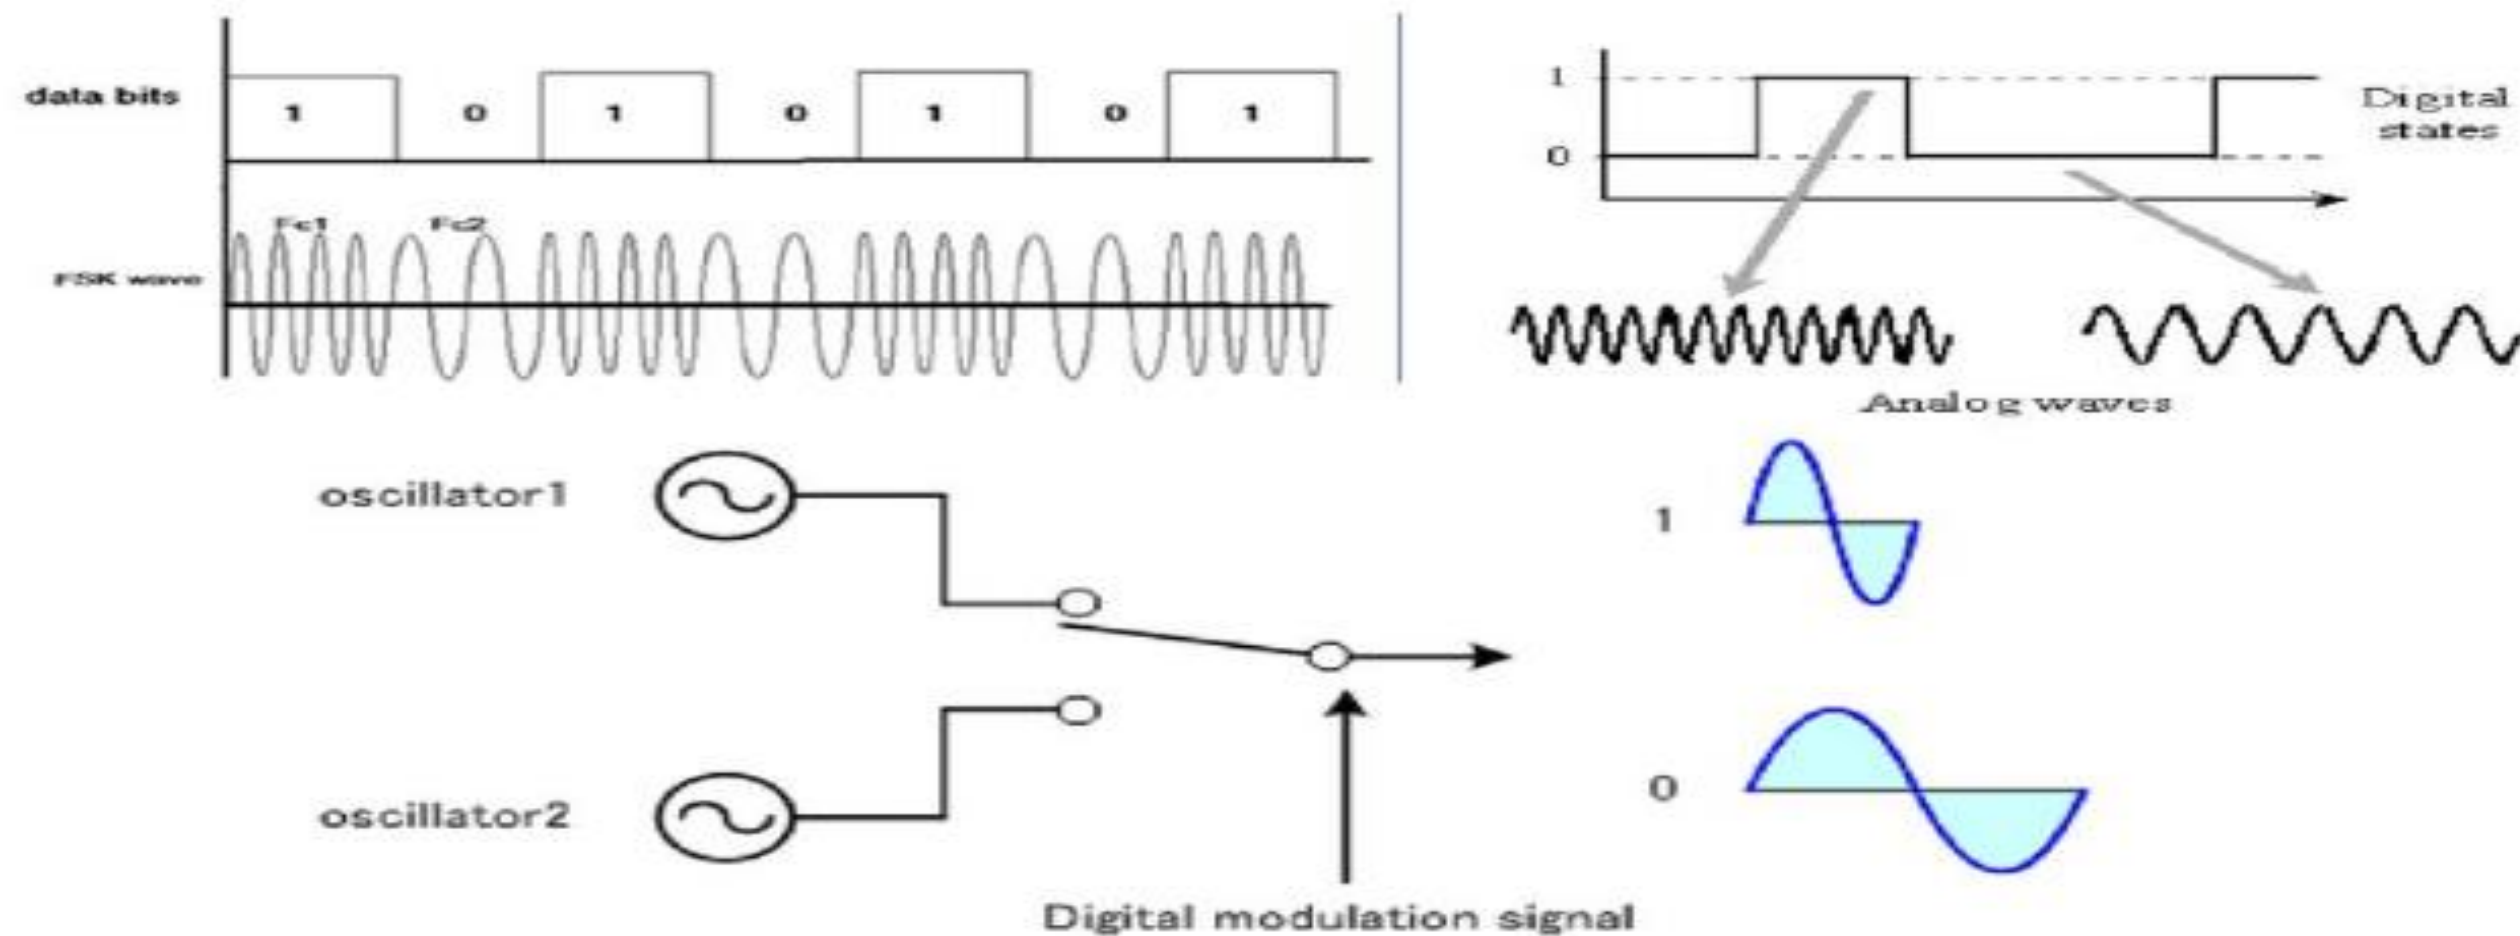 data bits
1 0 1 0 1 0 1
Fc1 Fc2
FSK wave
1
0
Digital
states
Analog waves
oscillator1
oscillator2
Digital modulation signal
1
0